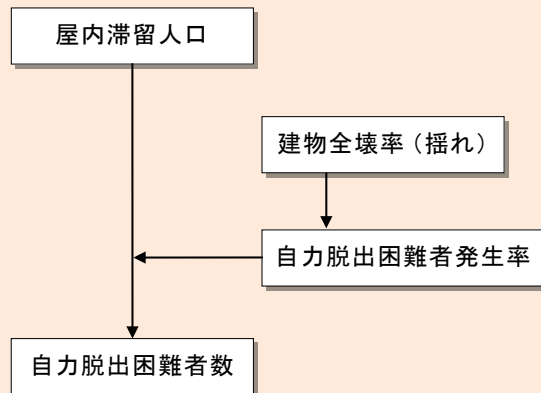 屋内滞留人口
建物全壊率（揺れ）
自力脱出困難者発生率
自力脱出困難者数